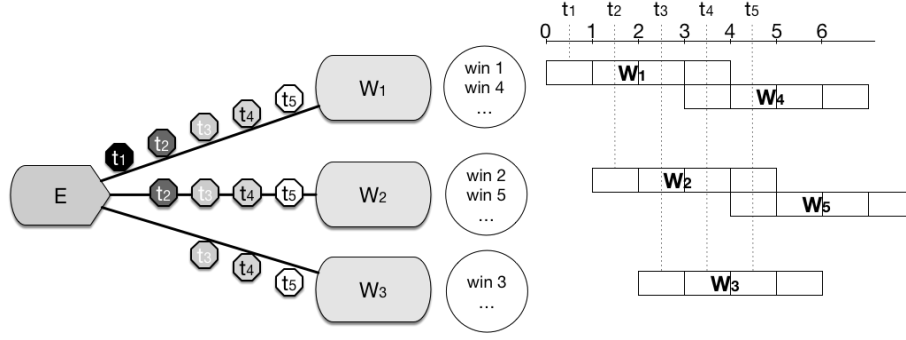 t1 t2 t3 t4 t5
0 1 2 3 4 5 6
E
t1 t2 t3 t4 t5
W1
win 1
win 4
...
W1
W4
t2 t3 t4 t5
W2
win 2
win 5
...
W2
W5
t3 t4 t5
W3
win 3
...
W3